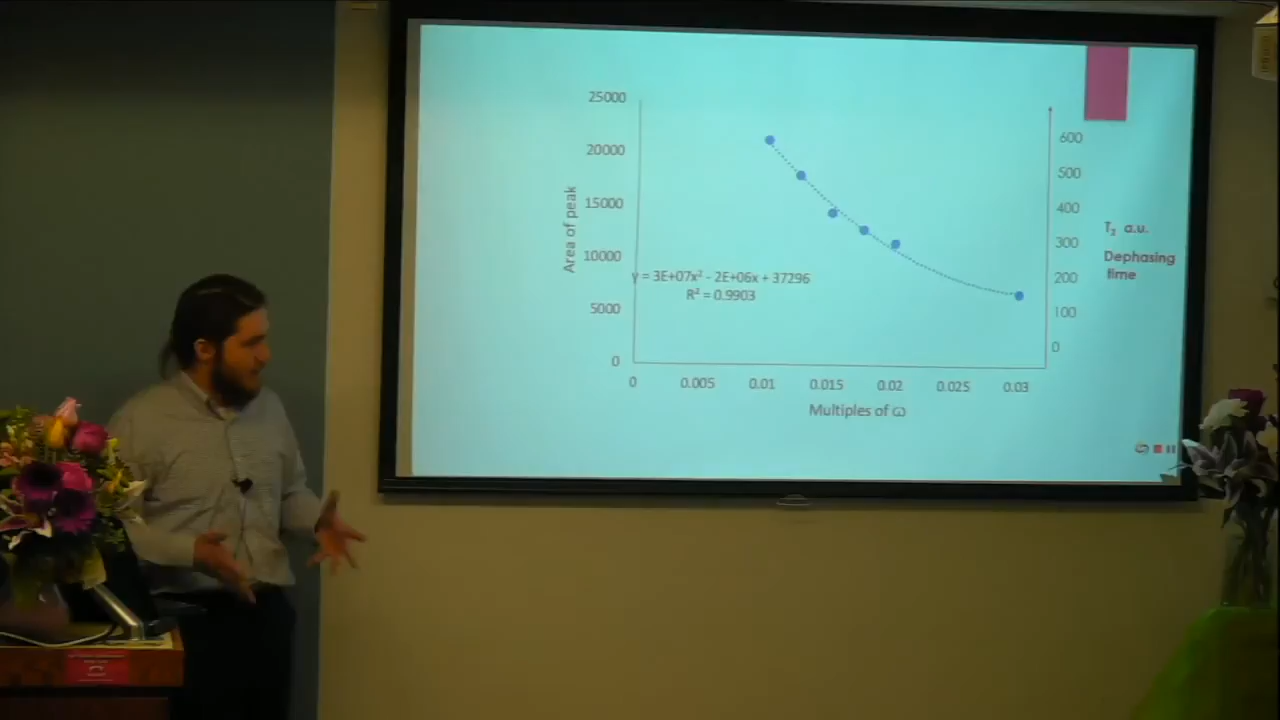 25000
20000
15000
10000
5000
0
Area of peak
y = 3E+07x² - 2E+06x + 37296
R² = 0.9903
0 0.005 0.01 0.015 0.02 0.025 0.03
Multiples of ω
600
500
400
300
200
100
0
T₂ a.u.
Dephasing
time